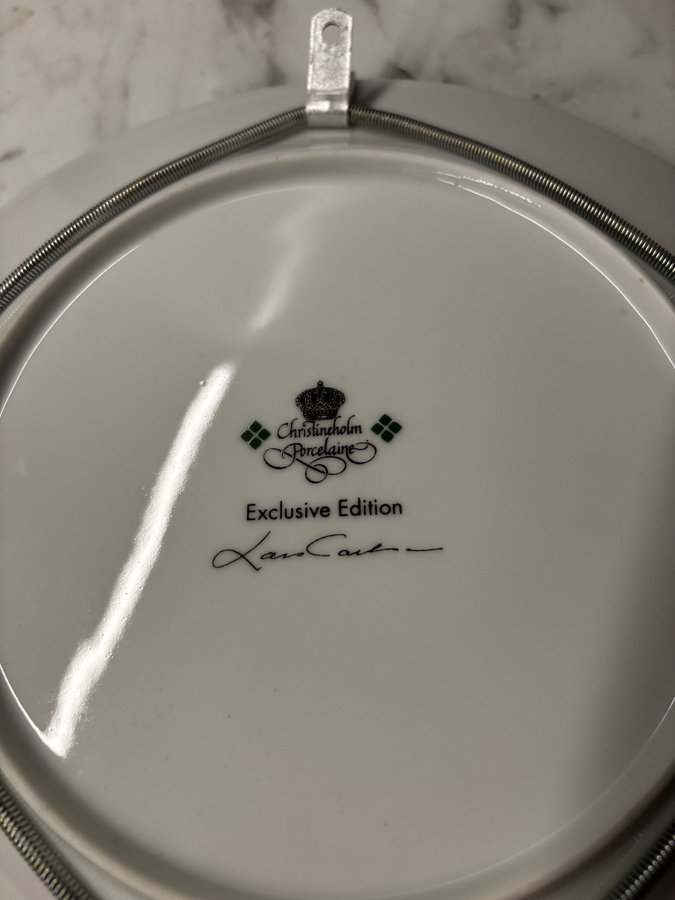 Christineholm
Porcelaine
Exclusive Edition